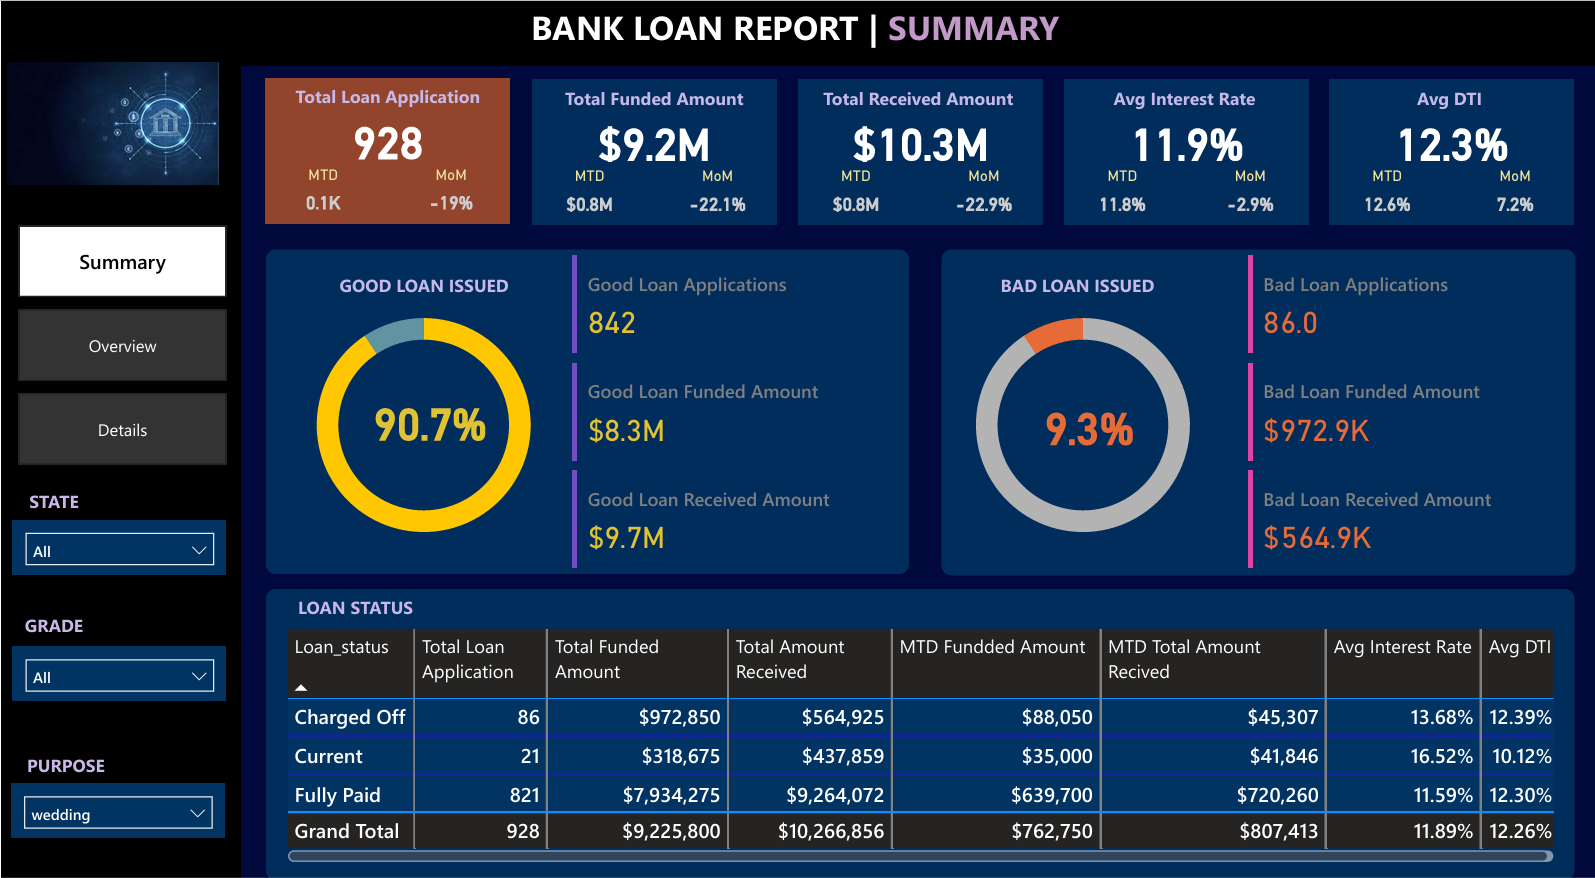 BANK LOAN REPORT | SUMMARY
Total Loan Application
928
MTD MoM
0.1K -19%
Total Funded Amount
$9.2M
MTD MoM
$0.8M -22.1%
Total Received Amount
$10.3M
MTD MoM
$0.8M -22.9%
Avg Interest Rate
11.9%
MTD MoM
11.8% -2.9%
Avg DTI
12.3%
MTD MoM
12.6% 7.2%
Summary
Overview
Details
STATE
All
GRADE
All
PURPOSE
wedding
GOOD LOAN ISSUED
90.7%
Good Loan Applications
842
Good Loan Funded Amount
$8.3M
Good Loan Received Amount
$9.7M
BAD LOAN ISSUED
9.3%
Bad Loan Applications
86.0
Bad Loan Funded Amount
$972.9K
Bad Loan Received Amount
$564.9K
LOAN STATUS
Loan_status Total Loan Total Funded Total Amount MTD Fundded Amount MTD Total Amount Avg Interest Rate Avg DTI
Application Amount Received Recived
Charged Off 86 $972,850 $564,925 $88,050 $45,307 13.68% 12.39%
Current 21 $318,675 $437,859 $35,000 $41,846 16.52% 10.12%
Fully Paid 821 $7,934,275 $9,264,072 $639,700 $720,260 11.59% 12.30%
Grand Total 928 $9,225,800 $10,266,856 $762,750 $807,413 11.89% 12.26%